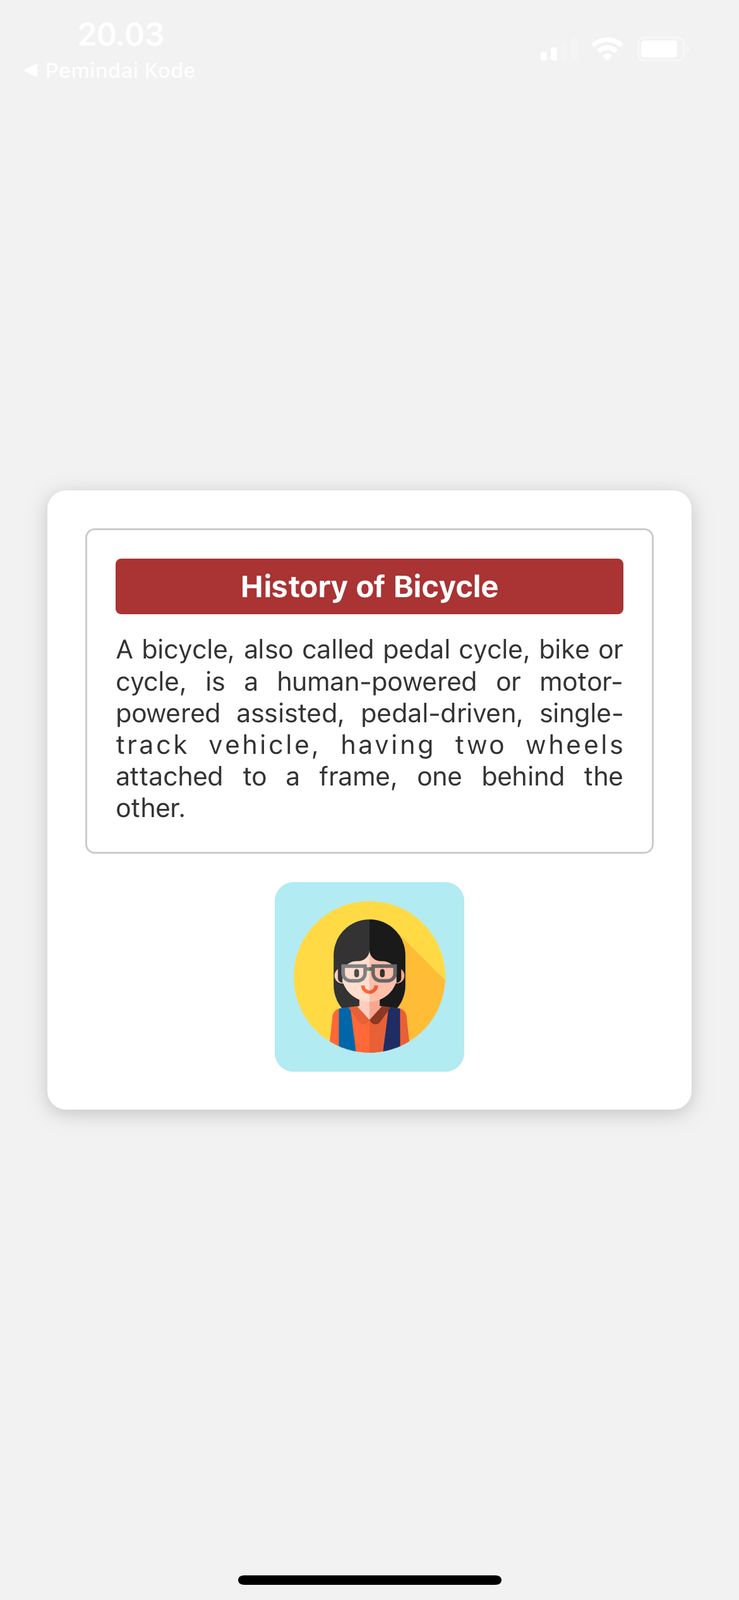 20.03
◀ Pemindai Kode
History of Bicycle
A bicycle, also called pedal cycle, bike or
cycle, is a human-powered or motor-
powered assisted, pedal-driven, single-
track vehicle, having two wheels
attached to a frame, one behind the
other.